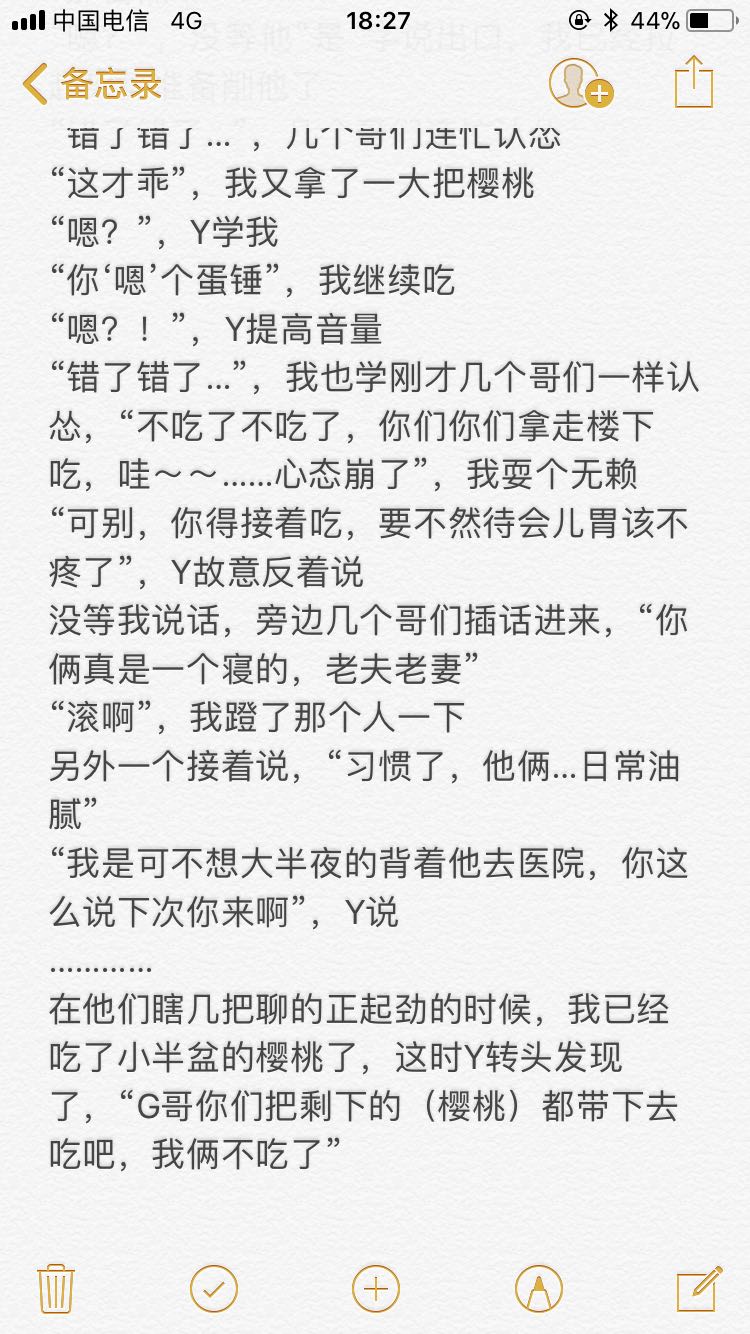 中国电信 4G 18:27 44%
备忘录
“错了错了…”，几个哥们连忙认怂
“这才乖”，我又拿了一大把樱桃
“嗯？”，Y学我
“你‘嗯’个蛋锤”，我继续吃
“嗯？！”，Y提高音量
“错了错了…”，我也学刚才几个哥们一样认
怂，“不吃了不吃了，你们你们拿走楼下
吃，哇～～……心态崩了”，我耍个无赖
“可别，你得接着吃，要不然待会儿胃该不
疼了”，Y故意反着说
没等我说话，旁边几个哥们插话进来，“你
俩真是一个寝的，老夫老妻”
“滚啊”，我蹬了那个人一下
另外一个接着说，“习惯了，他俩…日常油
腻”
“我是可不想大半夜的背着他去医院，你这
么说下次你来啊”，Y说
…………
在他们瞎几把聊的正起劲的时候，我已经
吃了小半盆的樱桃了，这时Y转头发现
了，“G哥你们把剩下的（樱桃）都带下去
吃吧，我俩不吃了”